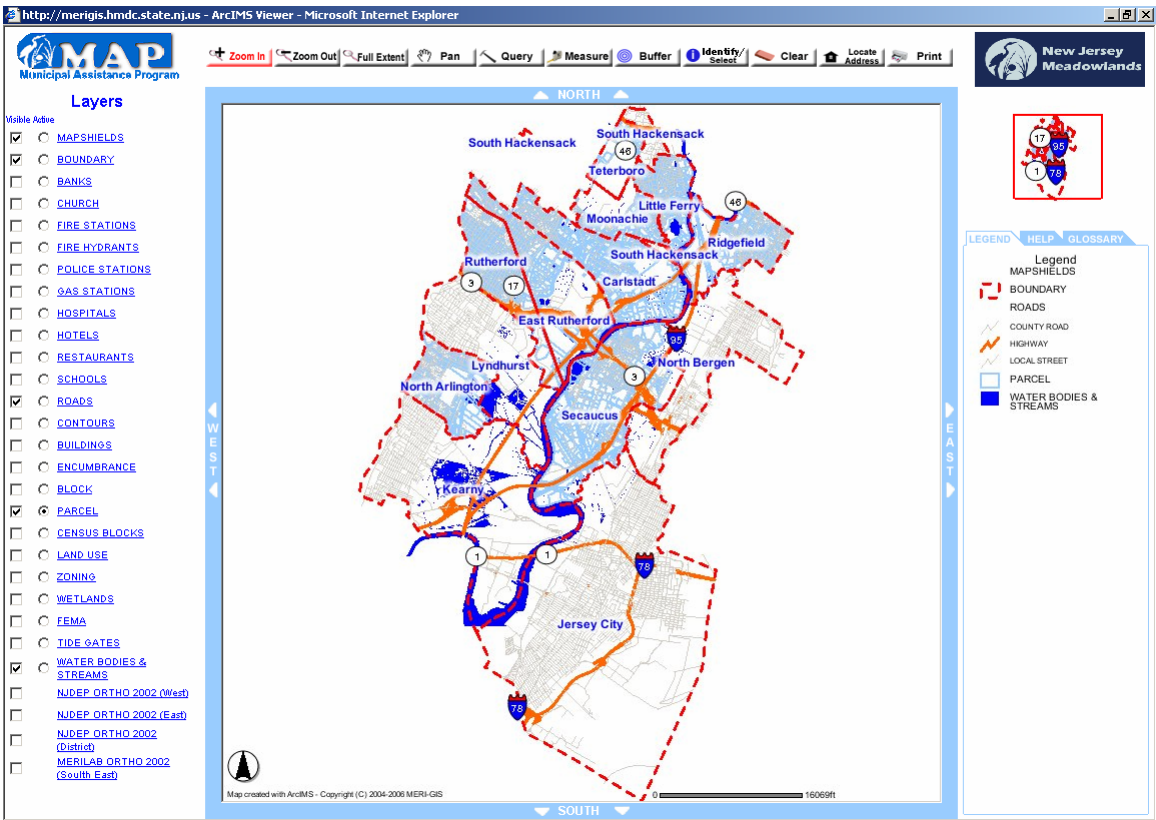 http://merigis.hmdc.state.nj.us - ArcIMS Viewer - Microsoft Internet Explorer
MAP
Municipal Assistance Program
Zoom In
Zoom Out
Full Extent
Pan
Query
Measure
Buffer
Identify/
Select
Clear
Locate
Address
Print
New Jersey
Meadowlands
Layers
Visible Active
MAPSHIELDS
BOUNDARY
BANKS
CHURCH
FIRE STATIONS
FIRE HYDRANTS
POLICE STATIONS
GAS STATIONS
HOSPITALS
HOTELS
RESTAURANTS
SCHOOLS
ROADS
CONTOURS
BUILDINGS
ENCUMBRANCE
BLOCK
PARCEL
CENSUS BLOCKS
LAND USE
ZONING
WETLANDS
FEMA
TIDE GATES
WATER BODIES &
STREAMS
NJDEP ORTHO 2002 (West)
NJDEP ORTHO 2002 (East)
NJDEP ORTHO 2002
(District)
MERILAB ORTHO 2002
(Soulth East)
NORTH
WEST
South Hackensack
South Hackensack
46
Teterboro
Little Ferry
46
Moonachie
Ridgefield
South Hackensack
Rutherford
3
17
Carlstadt
East Rutherford
95
Lyndhurst
North Bergen
3
North Arlington
Secaucus
Kearny
1
1
78
Jersey City
78
Map created with ArcIMS - Copyright (C) 2004-2006 MERI-GIS
0
16069ft
EAST
SOUTH
17
95
1
78
LEGEND
HELP
GLOSSARY
Legend
MAPSHIELDS
BOUNDARY
ROADS
COUNTY ROAD
HIGHWAY
LOCAL STREET
PARCEL
WATER BODIES &
STREAMS